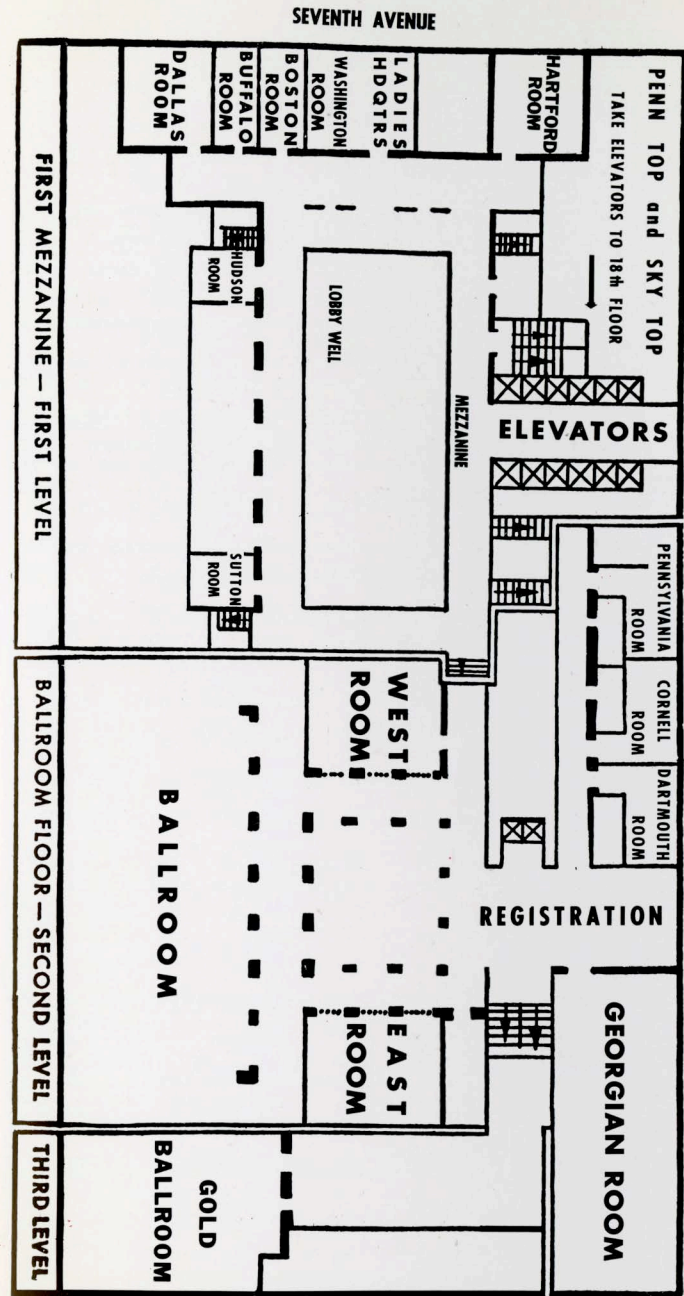 SEVENTH AVENUE
PENN TOP and SKY TOP
TAKE ELEVATORS TO 18th FLOOR
HARTFORD
ROOM
LADIES
HDQTRS
WASHINGTON
ROOM
BOSTON
ROOM
BUFFALO
ROOM
DALLAS
ROOM
HUDSON
ROOM
LOBBY WELL
MEZZANINE
ELEVATORS
SUTTON
ROOM
FIRST MEZZANINE — FIRST LEVEL
PENNSYLVANIA
ROOM
CORNELL
ROOM
DARTMOUTH
ROOM
WEST
ROOM
BALLROOM
REGISTRATION
EAST
ROOM
GEORGIAN ROOM
BALLROOM FLOOR — SECOND LEVEL
GOLD
BALLROOM
THIRD LEVEL